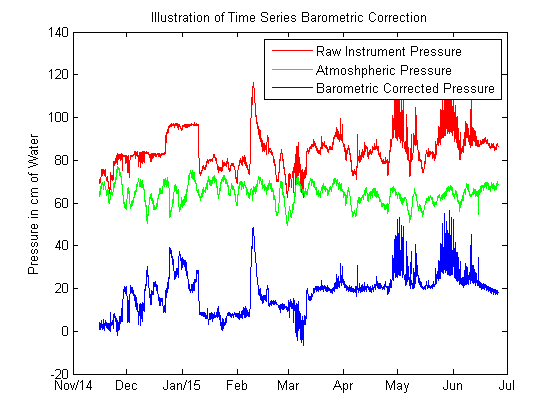 Illustration of Time Series Barometric Correction
140
120
100
80
60
40
20
0
-20
Pressure in cm of Water
Raw Instrument Pressure
Atmoshpheric Pressure
Barometric Corrected Pressure
Nov/14 Dec Jan/15 Feb Mar Apr May Jun Jul